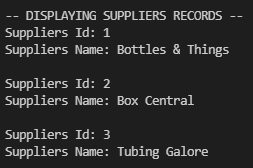 -- DISPLAYING SUPPLIERS RECORDS --
Suppliers Id: 1
Suppliers Name: Bottles & Things

Suppliers Id: 2
Suppliers Name: Box Central

Suppliers Id: 3
Suppliers Name: Tubing Galore